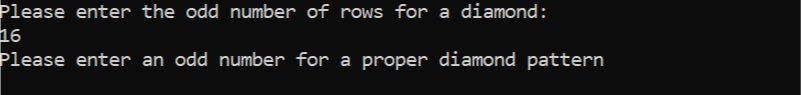 Please enter the odd number of rows for a diamond:
16
Please enter an odd number for a proper diamond pattern